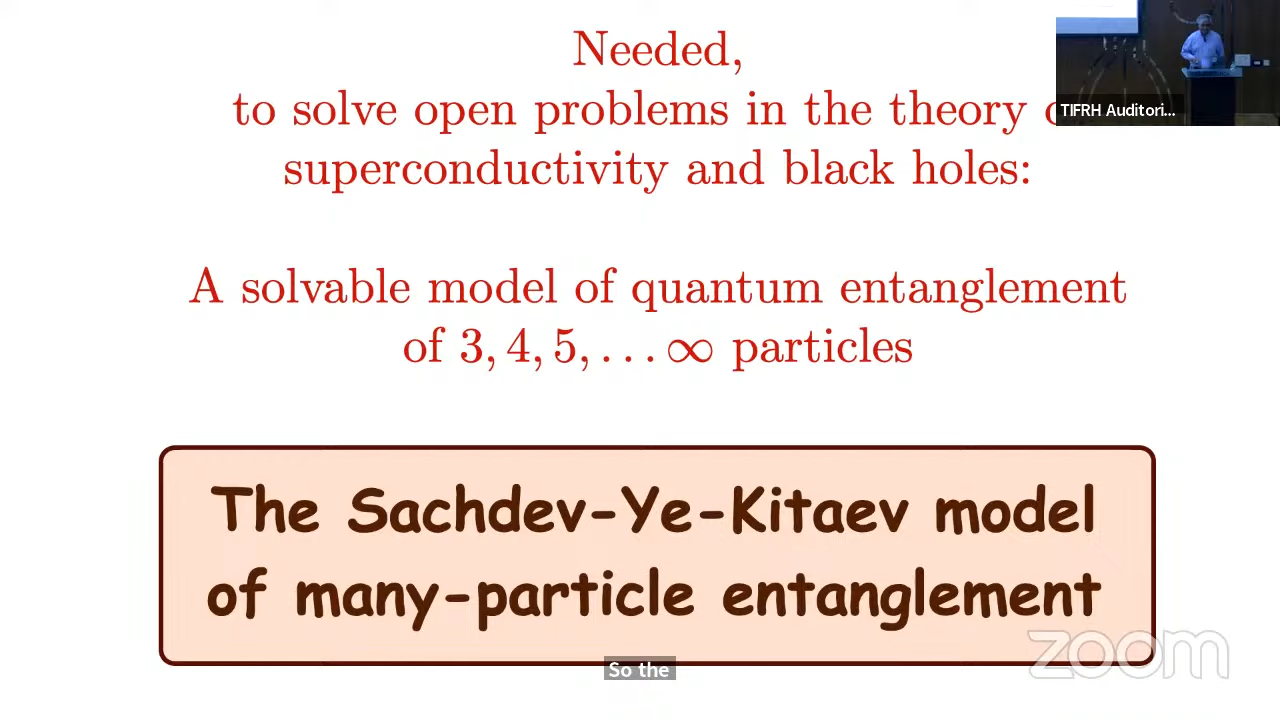 Needed,
to solve open problems in the theory
superconductivity and black holes:
A solvable model of quantum entanglement
of 3, 4, 5, . . . ∞ particles
The Sachdev-Ye-Kitaev model
of many-particle entanglement
TIFRH Auditori...
zoom
So the